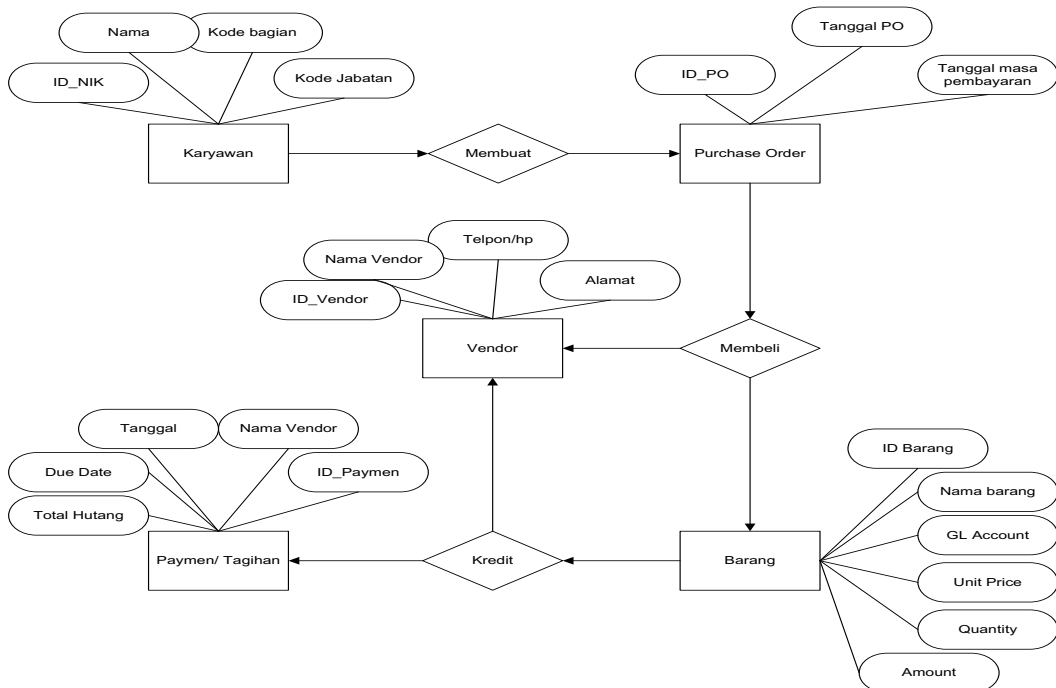 Nama
Kode bagian
ID_NIK
Kode Jabatan
Karyawan
Membuat
Tanggal PO
ID_PO
Tanggal masa
pembayaran
Purchase Order
Telpon/hp
Nama Vendor
ID_Vendor
Alamat
Vendor
Membeli
Tanggal
Nama Vendor
Due Date
ID_Paymen
Total Hutang
Paymen/ Tagihan
Kredit
Barang
ID Barang
Nama barang
GL Account
Unit Price
Quantity
Amount